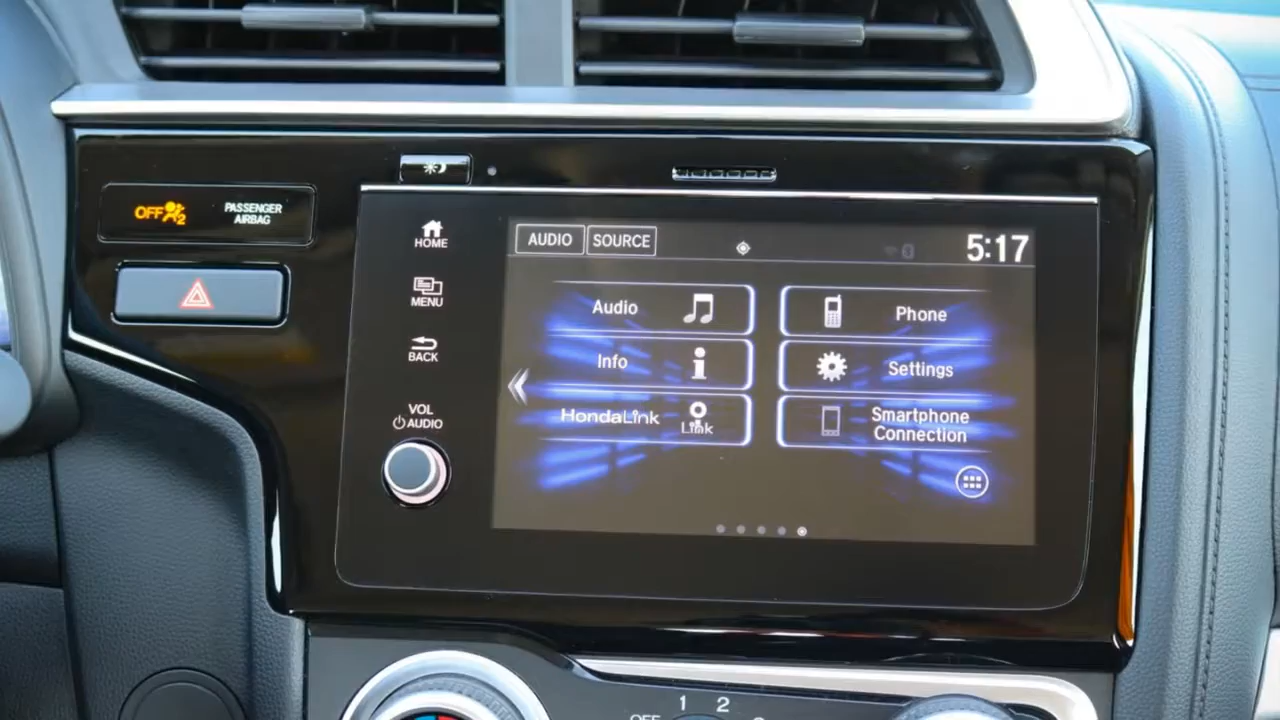 OFF 2
PASSENGER
AIRBAG
HOME
MENU
BACK
VOL
AUDIO
AUDIO SOURCE
5:17
Audio
Phone
Info
Settings
HondaLink
Link
Smartphone
Connection
OFF
1 2